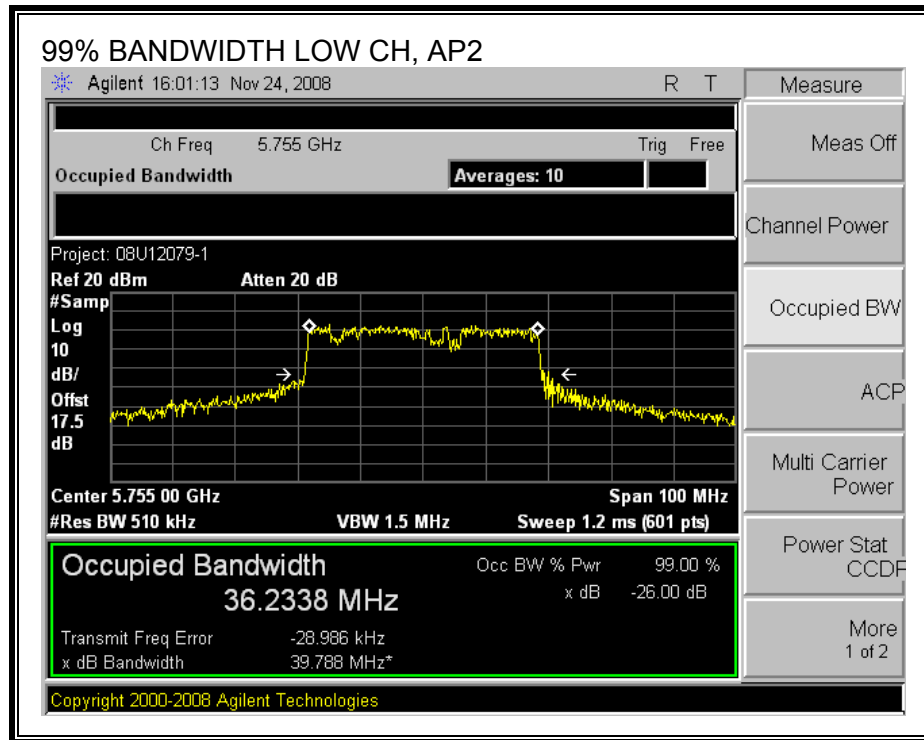 99% BANDWIDTH LOW CH, AP2
Agilent 16:01:13 Nov 24, 2008 R T
Measure
Ch Freq 5.755 GHz Trig Free
Occupied Bandwidth Averages: 10
Meas Off
Channel Power
Project: 08U12079-1
Ref 20 dBm Atten 20 dB
#Samp
Log
10
dB/
Offst
17.5
dB
Occupied BW
ACP
Multi Carrier
Power
Center 5.755 00 GHz Span 100 MHz
#Res BW 510 kHz VBW 1.5 MHz Sweep 1.2 ms (601 pts)
Occupied Bandwidth Occ BW % Pwr 99.00 %
36.2338 MHz x dB -26.00 dB
Transmit Freq Error -28.986 kHz
x dB Bandwidth 39.788 MHz*
Power Stat
CCDF
More
1 of 2
Copyright 2000-2008 Agilent Technologies